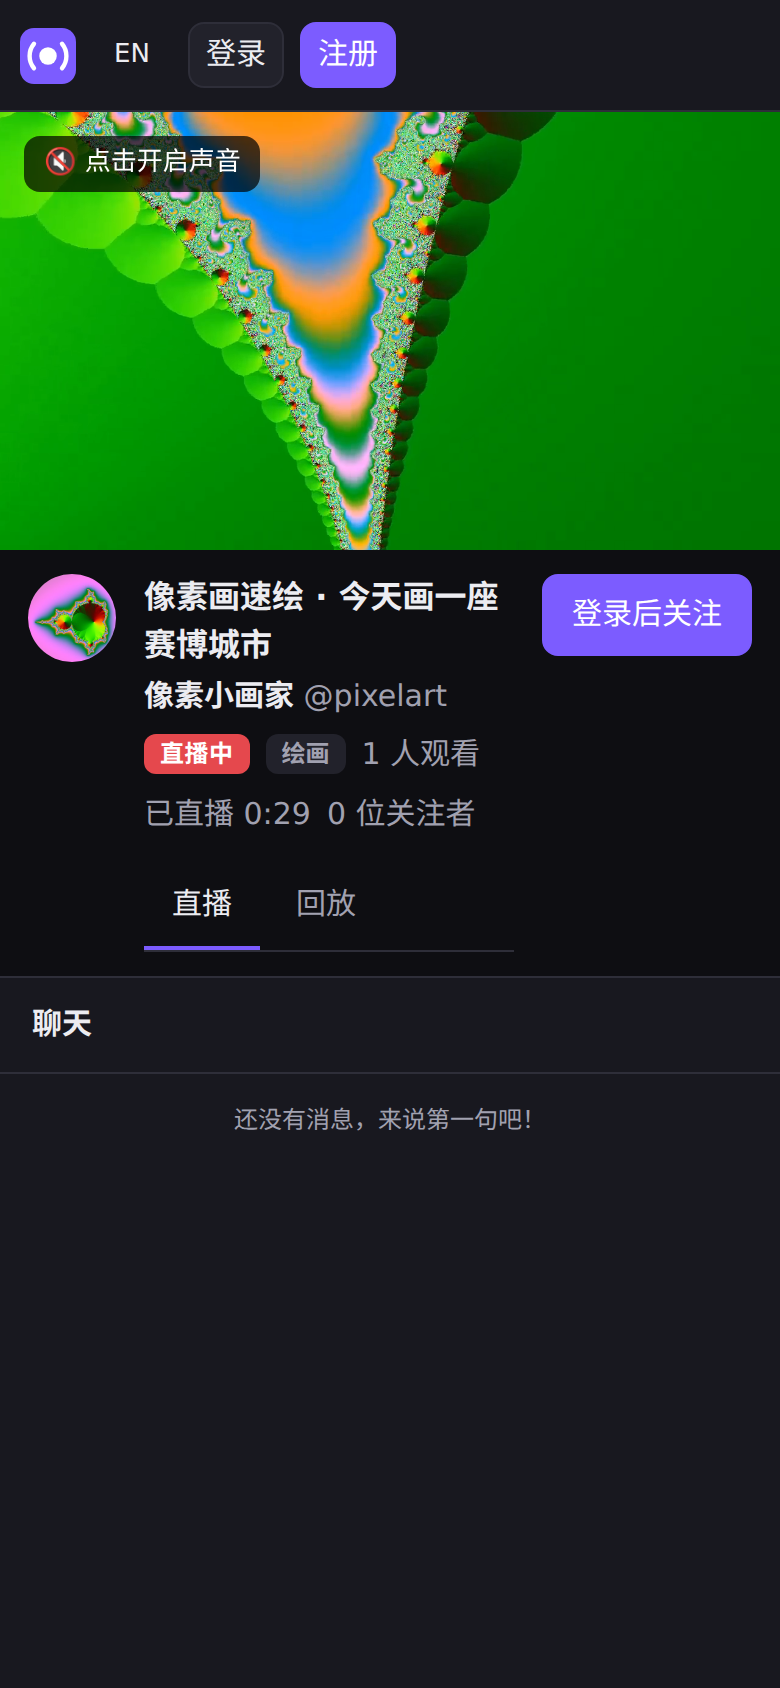 EN 登录 注册
🔇 点击开启声音
像素画速绘 · 今天画一座
赛博城市
登录后关注
像素小画家 @pixelart
直播中 绘画 1 人观看
已直播 0:29 0 位关注者
直播 回放
聊天
还没有消息，来说第一句吧！